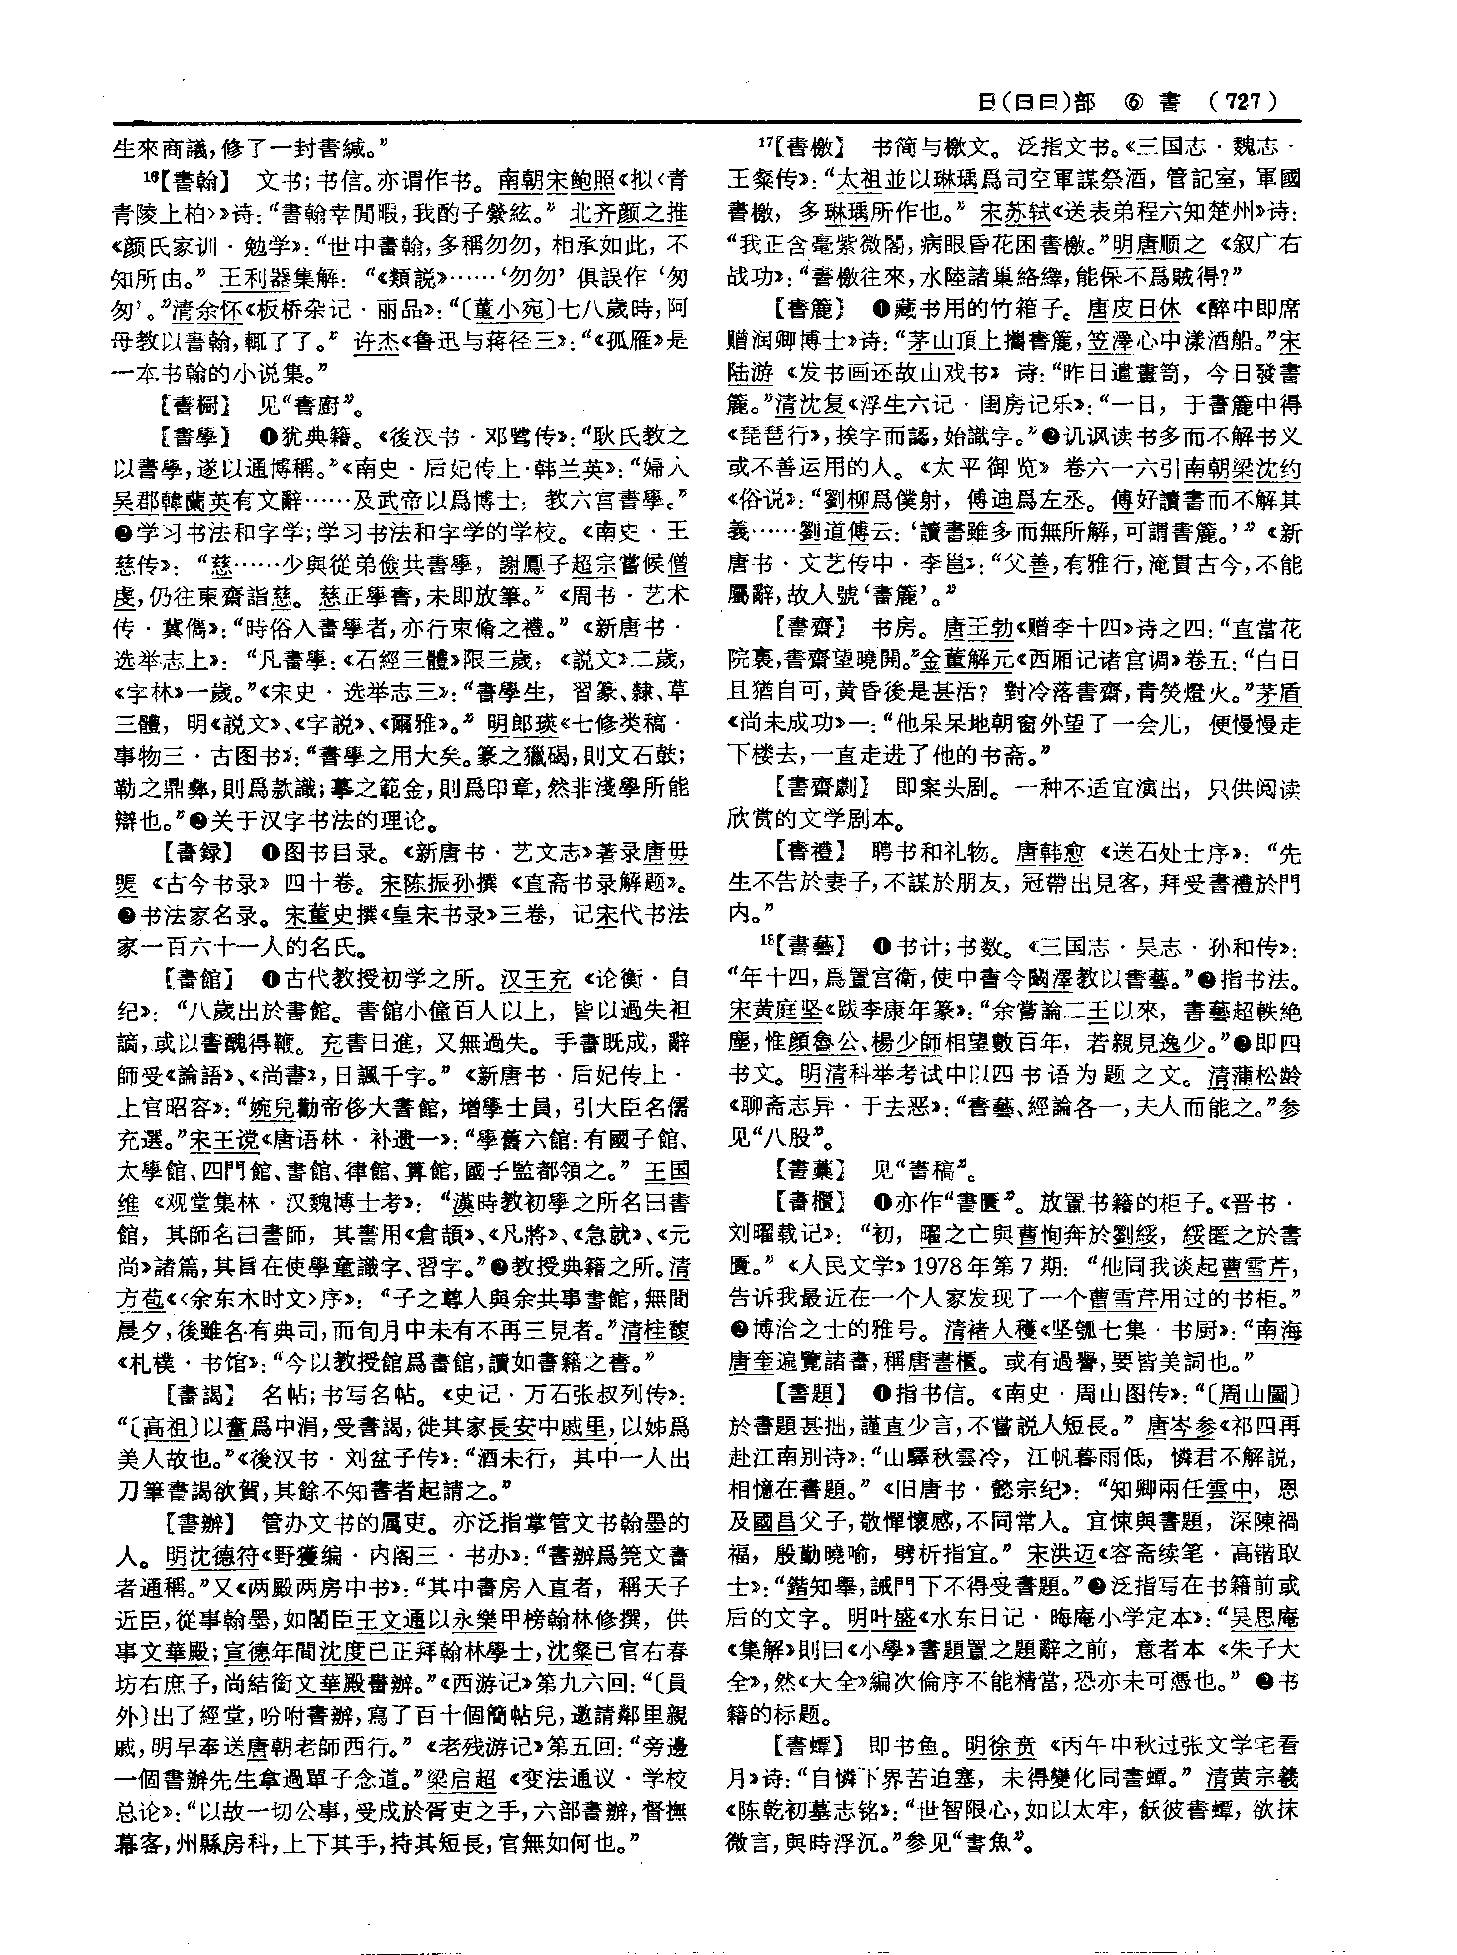 日(日曰)部 ⑥ 書 (727)
生來商議,修了一封書緘。”
¹⁶【書翰】 文书;书信。亦谓作书。南朝宋鲍照《拟〈青
青陵上柏〉》诗:“書翰幸閒暇,我酌子縈絃。” 北齐颜之推
《颜氏家训·勉学》:“世中書翰,多稱勿勿,相承如此,不
知所由。” 王利器集解:“《類説》……‘勿勿’俱誤作‘匆
匆’。”清余怀《板桥杂记·丽品》:“〔董小宛〕七八歲時,阿
母教以書翰,輒了了。” 许杰《鲁迅与蒋径三》:“《孤雁》是
一本书翰的小说集。”
【書櫥】 见“書廚”。
【書學】 ❶犹典籍。《後汉书·邓骘传》:“耿氏教之
以書學,遂以通博稱。”《南史·后妃传上·韩兰英》:“婦人
吴郡韓蘭英有文辭……及武帝以爲博士,教六宫書學。”
❷学习书法和字学;学习书法和字学的学校。《南史·王
慈传》:“慈……少與從弟儉共書學,謝鳳子超宗嘗候僧
虔,仍往東齋詣慈。慈正學書,未即放筆。”《周书·艺术
传·冀儁》:“時俗入書學者,亦行束脩之禮。”《新唐书·
选举志上》:“凡書學:《石經三體》限三歲,《説文》二歲,
《字林》一歲。”《宋史·选举志三》:“書學生,習篆、隸、草
三體,明《説文》、《字説》、《爾雅》。” 明郎瑛《七修类稿·
事物三·古图书》:“書學之用大矣。篆之獵碣,則文石鼓;
勒之鼎彝,則爲款識;摹之範金,則爲印章,然非淺學所能
辯也。”❷关于汉字书法的理论。
【書録】 ❶图书目录。《新唐书·艺文志》著录唐毋
煚《古今书录》四十卷。宋陈振孙撰《直斋书录解题》。
❷书法家名录。宋董史撰《皇宋书录》三卷,记宋代书法
家一百六十一人的名氏。
【書館】 ❶古代教授初学之所。汉王充《论衡·自
纪》:“八歲出於書館。書館小僮百人以上,皆以過失袒
謫,或以書醜得鞭。充書日進,又無過失。手書既成,辭
師受《論語》、《尚書》,日諷千字。”《新唐书·后妃传上·
上官昭容》:“婉兒勸帝侈大書館,增學士員,引大臣名儒
充選。”宋王谠《唐语林·补遗一》:“學舊六館:有國子館、
太學館、四門館、書館、律館、算館,國子監都領之。” 王国
维《观堂集林·汉魏博士考》:“漢時教初學之所名曰書
館,其師名曰書師,其書用《倉頡》、《凡將》、《急就》、《元
尚》諸篇,其旨在使學童識字、習字。”❷教授典籍之所。清
方苞《〈余东木时文〉序》:“子之尊人與余共事書館,無間
晨夕,後雖各有典司,而旬月中未有不再三見者。”清桂馥
《札樸·书馆》:“今以教授館爲書館,讀如書籍之書。”
【書謁】 名帖;书写名帖。《史记·万石张叔列传》:
“〔高祖〕以奮爲中涓,受書謁,徙其家長安中戚里,以姊爲
美人故也。”《後汉书·刘盆子传》:“酒未行,其中一人出
刀筆書謁欲賀,其餘不知書者起請之。”
【書辦】 管办文书的属吏。亦泛指掌管文书翰墨的
人。明沈德符《野獲编·内阁三·书办》:“書辦爲筦文書
者通稱。”又《两殿两房中书》:“其中書房入直者,稱天子
近臣,從事翰墨,如閣臣王文通以永樂甲榜翰林修撰,供
事文華殿;宣德年間沈度已正拜翰林學士,沈粲已官右春
坊右庶子,尚結銜文華殿書辦。”《西游记》第九六回:“〔員
外〕出了經堂,吩咐書辦,寫了百十個簡帖兒,邀請鄰里親
戚,明早奉送唐朝老師西行。”《老残游记》第五回:“旁邊
一個書辦先生拿過單子念道。”梁启超《变法通议·学校
总论》:“以故一切公事,受成於胥吏之手,六部書辦,督撫
幕客,州縣房科,上下其手,持其短長,官無如何也。”
¹⁷【書檄】 书简与檄文。泛指文书。《三国志·魏志·
王粲传》:“太祖並以琳瑀爲司空軍謀祭酒,管記室,軍國
書檄,多琳瑀所作也。” 宋苏轼《送表弟程六知楚州》诗:
“我正含毫紫微閣,病眼昏花困書檄。”明唐顺之《叙广右
战功》:“書檄往來,水陸諸巢絡繹,能保不爲賊得?”
【書簏】 ❶藏书用的竹箱子。唐皮日休《醉中即席
赠润卿博士》诗:“茅山頂上攜書簏,笠澤心中漾酒船。”宋
陆游《发书画还故山戏书》诗:“昨日遣畫笥,今日發書
簏。”清沈复《浮生六记·闺房记乐》:“一日,于書簏中得
《琵琶行》,挨字而認,始識字。”❷讥讽读书多而不解书义
或不善运用的人。《太平御览》卷六一六引南朝梁沈约
《俗说》:“劉柳爲僕射,傅迪爲左丞。傅好讀書而不解其
義……劉道傅云:‘讀書雖多而無所解,可謂書簏。’”《新
唐书·文艺传中·李邕》:“父善,有雅行,淹貫古今,不能
屬辭,故人號‘書簏’。”
【書齋】 书房。唐王勃《赠李十四》诗之四:“直當花
院裏,書齋望曉開。”金董解元《西厢记诸宫调》卷五:“白日
且猶自可,黄昏後是甚活?對冷落書齋,青熒燈火。”茅盾
《尚未成功》一:“他呆呆地朝窗外望了一会儿,便慢慢走
下楼去,一直走进了他的书斋。”
【書齋劇】 即案头剧。一种不适宜演出,只供阅读
欣赏的文学剧本。
【書禮】 聘书和礼物。唐韩愈《送石处士序》:“先
生不告於妻子,不謀於朋友,冠帶出見客,拜受書禮於門
内。”
¹⁸【書藝】 ❶书计;书数。《三国志·吴志·孙和传》:
“年十四,爲置宫衛,使中書令闞澤教以書藝。”❷指书法。
宋黄庭坚《跋李康年篆》:“余嘗論二王以來,書藝超軼絶
塵,惟顔魯公、楊少師相望數百年,若親見逸少。”❸即四
书文。明清科举考试中以四书语为题之文。清蒲松龄
《聊斋志异·于去恶》:“書藝、經論各一,夫人而能之。”参
见“八股”。
【書藁】 见“書稿”。
【書櫃】 ❶亦作“書匱”。放置书籍的柜子。《晋书·
刘曜载记》:“初,曜之亡與曹恂奔於劉綏,綏匿之於書
匱。”《人民文学》1978年第7期:“他同我谈起曹雪芹,
告诉我最近在一个人家发现了一个曹雪芹用过的书柜。”
❷博洽之士的雅号。清褚人穫《坚瓠七集·书厨》:“南海
唐奎遍覽諸書,稱唐書櫃。或有過譽,要皆美詞也。”
【書題】 ❶指书信。《南史·周山图传》:“〔周山圖〕
於書題甚拙,謹直少言,不嘗説人短長。” 唐岑参《祁四再
赴江南别诗》:“山驛秋雲冷,江帆暮雨低,憐君不解説,
相憶在書題。”《旧唐书·懿宗纪》:“知卿兩任雲中,恩
及國昌父子,敬憚懷感,不同常人。宜悚與書題,深陳禍
福,殷勤曉喻,劈析指宜。” 宋洪迈《容斋续笔·高锴取
士》:“鍇知舉,誡門下不得受書題。”❷泛指写在书籍前或
后的文字。明叶盛《水东日记·晦庵小学定本》:“吴思庵
《集解》則曰《小學》書題置之題辭之前,意者本《朱子大
全》,然《大全》编次倫序不能精當,恐亦未可憑也。”❸书
籍的标题。
【書蟫】 即书鱼。明徐贲《丙午中秋过张文学宅看
月》诗:“自憐下界苦迫塞,未得變化同書蟫。” 清黄宗羲
《陈乾初墓志铭》:“世智限心,如以太牢,飫彼書蟫,欲抹
微言,與時浮沉。”参见“書魚”。